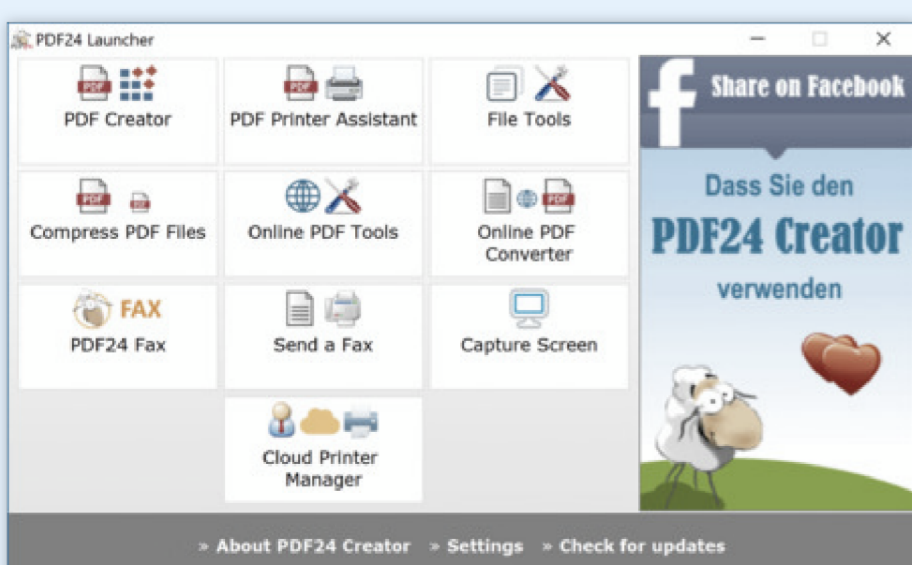 PDF24 Launcher
PDF Creator
PDF Printer Assistant
File Tools
Compress PDF Files
Online PDF Tools
Online PDF
Converter
FAX
PDF24 Fax
Send a Fax
Capture Screen
Cloud Printer
Manager
f Share on Facebook
Dass Sie den
PDF24 Creator
verwenden
» About PDF24 Creator » Settings » Check for updates